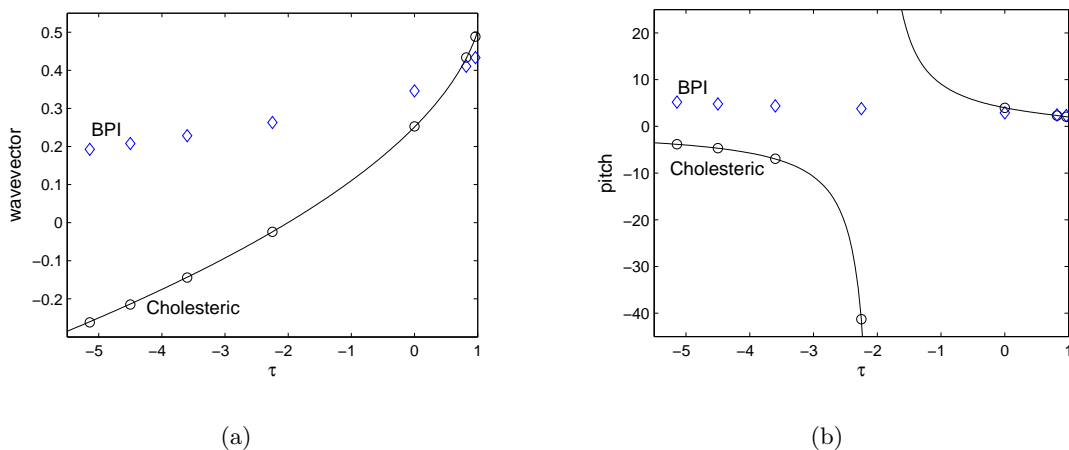 0.5
0.4
0.3
0.2
0.1
0
−0.1
−0.2
wavevector
BPI
Cholesteric
−5 −4 −3 −2 −1 0 1
τ
(a)
20
10
0
−10
−20
−30
−40
pitch
BPI
Cholesteric
−5 −4 −3 −2 −1 0 1
τ
(b)